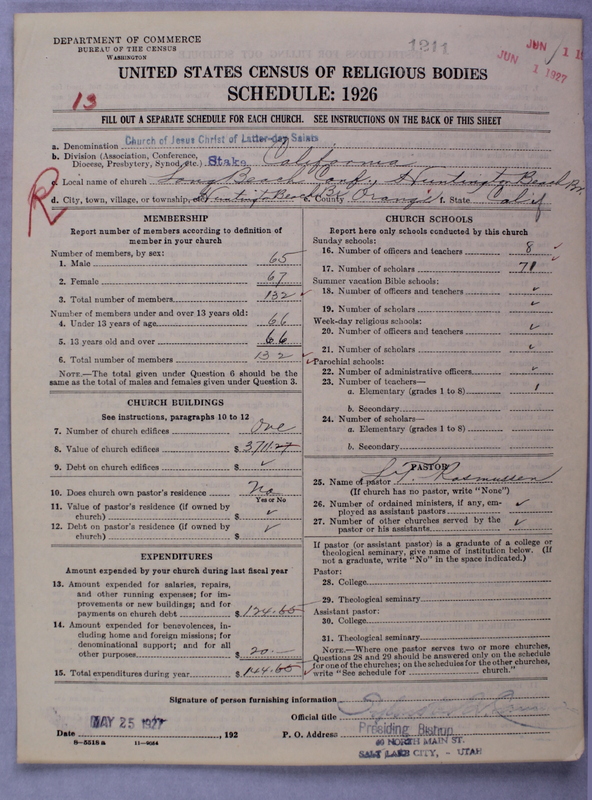 DEPARTMENT OF COMMERCE
BUREAU OF THE CENSUS
WASHINGTON
1211
JUN 1 19
JUN 1 1927
UNITED STATES CENSUS OF RELIGIOUS BODIES
SCHEDULE: 1926
13
FILL OUT A SEPARATE SCHEDULE FOR EACH CHURCH. SEE INSTRUCTIONS ON THE BACK OF THIS SHEET
a. Denomination Church of Jesus Christ of Latter-day Saints
b. Division (Association, Conference, Diocese, Presbytery, Synod, etc.) Stake California
c. Local name of church Long Beach Conf., Huntington Beach Br.
R
d. City, town, village, or township Huntington Beach Br e. County Orange f. State Calif
MEMBERSHIP
Report number of members according to definition of
member in your church
Number of members, by sex:
1. Male 65
2. Female 67
3. Total number of members 132
Number of members under and over 13 years old:
4. Under 13 years of age 66
5. 13 years old and over 66
6. Total number of members 132
NOTE.—The total given under Question 6 should be
same as the total of males and females given under Question 3.
CHURCH BUILDINGS
See instructions, paragraphs 10 to 12
7. Number of church edifices One
8. Value of church edifices $ 3711.27
9. Debt on church edifices $ ✓
10. Does church own pastor's residence No
Yes or No
11. Value of pastor's residence (if owned by
church) $ ✓
12. Debt on pastor's residence (if owned by
church) $ ✓
EXPENDITURES
Amount expended by your church during last fiscal year
13. Amount expended for salaries, repairs,
and other running expenses; for im-
provements or new buildings; and for
payments on church debt $ 124.65
14. Amount expended for benevolences, in-
cluding home and foreign missions; for
denominational support; and for all
other purposes $ 20.—
15. Total expenditures during year $ 144.65
CHURCH SCHOOLS
Report here only schools conducted by this church
Sunday schools:
16. Number of officers and teachers 8
17. Number of scholars 71
Summer vacation Bible schools:
18. Number of officers and teachers ✓
19. Number of scholars ✓
Week-day religious schools:
20. Number of officers and teachers ✓
21. Number of scholars ✓
Parochial schools:
22. Number of administrative officers ✓
23. Number of teachers—
a. Elementary (grades 1 to 8) 1
b. Secondary
24. Number of scholars—
a. Elementary (grades 1 to 8)
b. Secondary
PASTOR
25. Name of pastor Rasmussen
(If church has no pastor, write "None")
26. Number of ordained ministers, if any, em-
ployed as assistant pastors ✓
27. Number of other churches served by the
pastor or his assistants ✓
If pastor (or assistant pastor) is a graduate of a college or
theological seminary, give name of institution below. (If
not a graduate, write "No" in the space indicated.)
Pastor:
28. College
29. Theological seminary
Assistant pastor:
30. College
31. Theological seminary
NOTE.—Where one pastor serves two or more churches,
Questions 28 and 29 should be answered only on the schedule
for one of the churches; on the schedules for the other churches,
write "See schedule for church."
Signature of person furnishing information
Official title
Presiding Bishop
MAY 25 1927
Date , 192 P. O. Address 40 NORTH MAIN ST.
SALT LAKE CITY, - UTAH
8—5518 a 11—9064